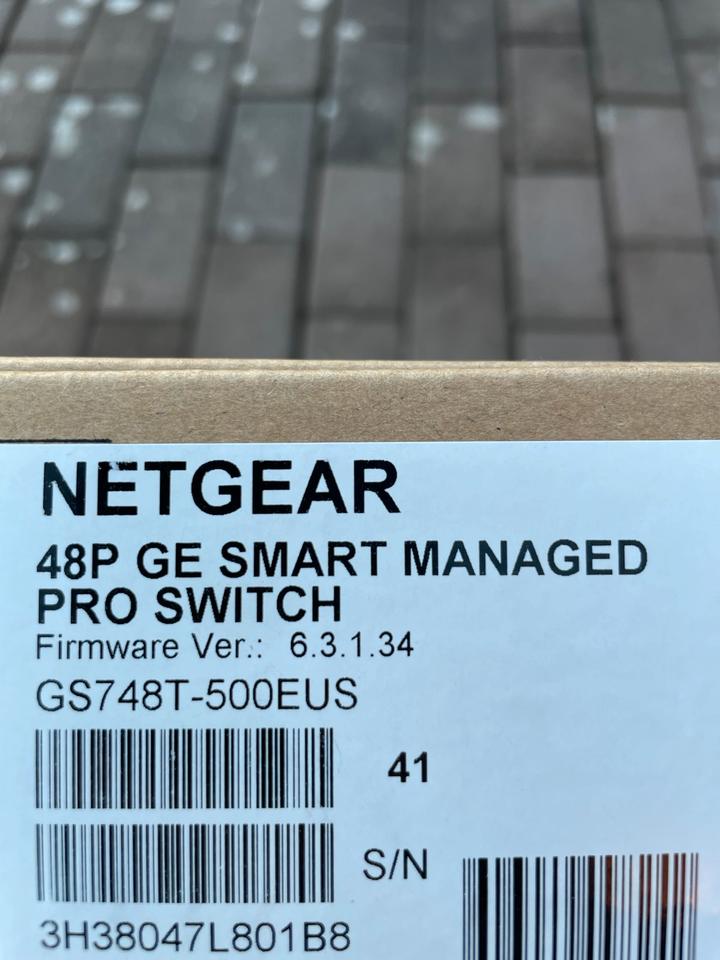 NETGEAR
48P GE SMART MANAGED
PRO SWITCH
Firmware Ver.: 6.3.1.34
GS748T-500EUS
41
S/N
3H38047L801B8